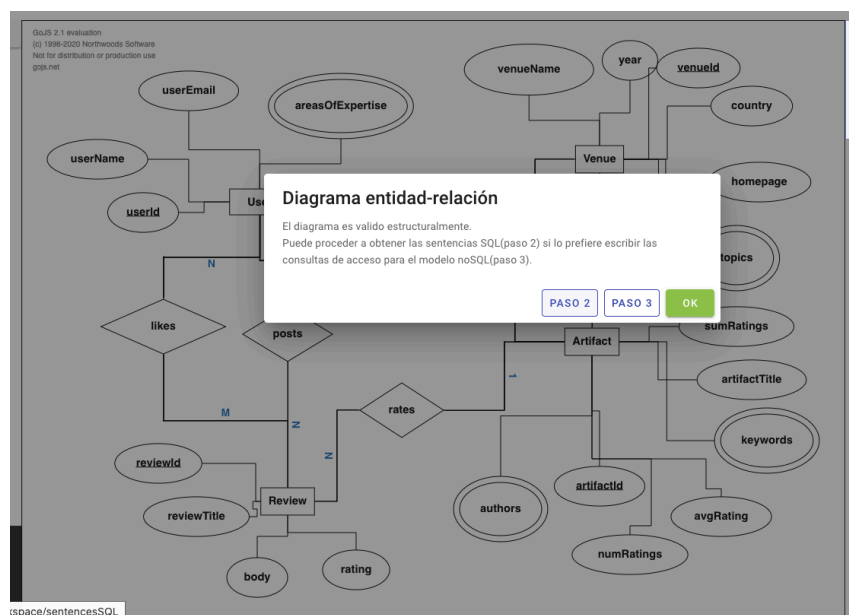 GoJS 2.1 evaluation
(c) 1998-2020 Northwoods Software
Not for distribution or production use
gojs.net
venueName
year
venueId
userEmail
areasOfExpertise
country
userName
Venue
homepage
userId
Diagrama entidad-relación
El diagrama es valido estructuralmente.
Puede proceder a obtener las sentencias SQL(paso 2) si lo prefiere escribir las
consultas de acceso para el modelo noSQL(paso 3).
PASO 2
PASO 3
OK
N
topics
likes
posts
sumRatings
Artifact
1
artifactTitle
rates
M
N
keywords
N
reviewId
artifactId
Review
authors
reviewTitle
avgRating
numRatings
body
rating
kspace/sentencesSQL